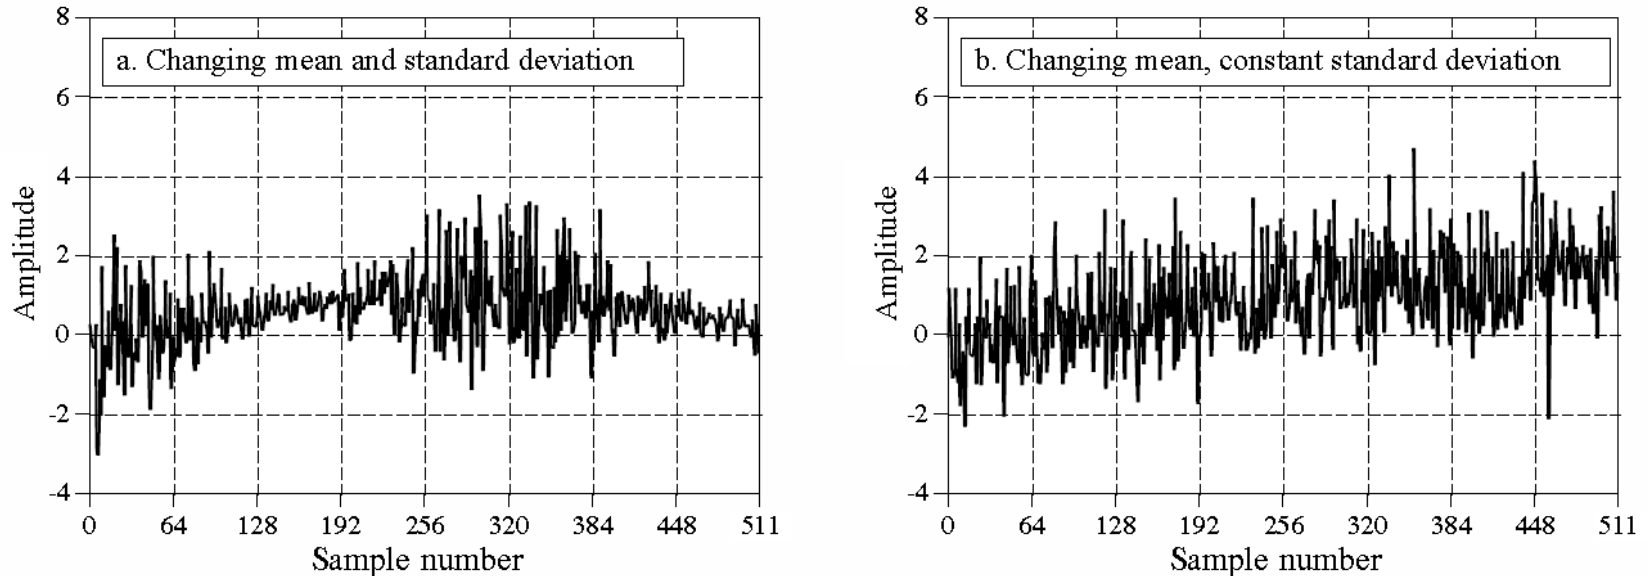 a. Changing mean and standard deviation
Amplitude
8
6
4
2
0
-2
-4
0 64 128 192 256 320 384 448 511
Sample number
b. Changing mean, constant standard deviation
Amplitude
8
6
4
2
0
-2
-4
0 64 128 192 256 320 384 448 511
Sample number